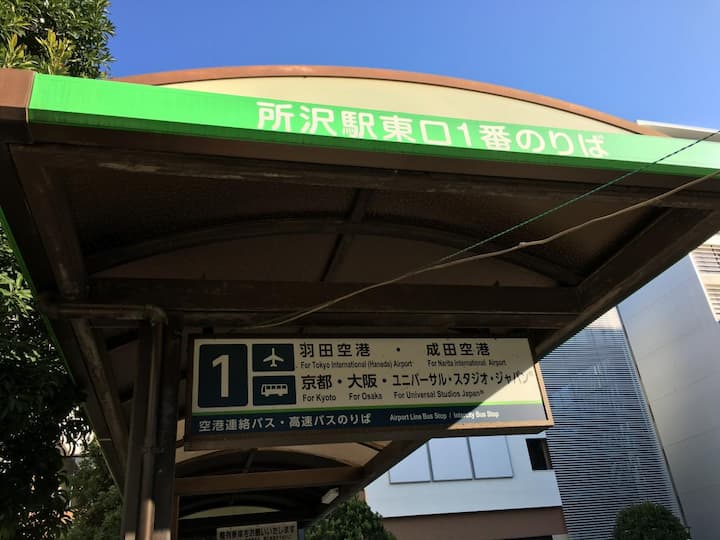 所沢駅東口1番のりば
1
羽田空港 ・ 成田空港
For Tokyo International (Haneda) Airport For Narita International Airport
京都・大阪・ユニバーサル・スタジオ・ジャパン
For Kyoto For Osaka For Universal Studios Japan®
空港連絡バス・高速バスのりば Airport Line Bus Stop / Intercity Bus Stop